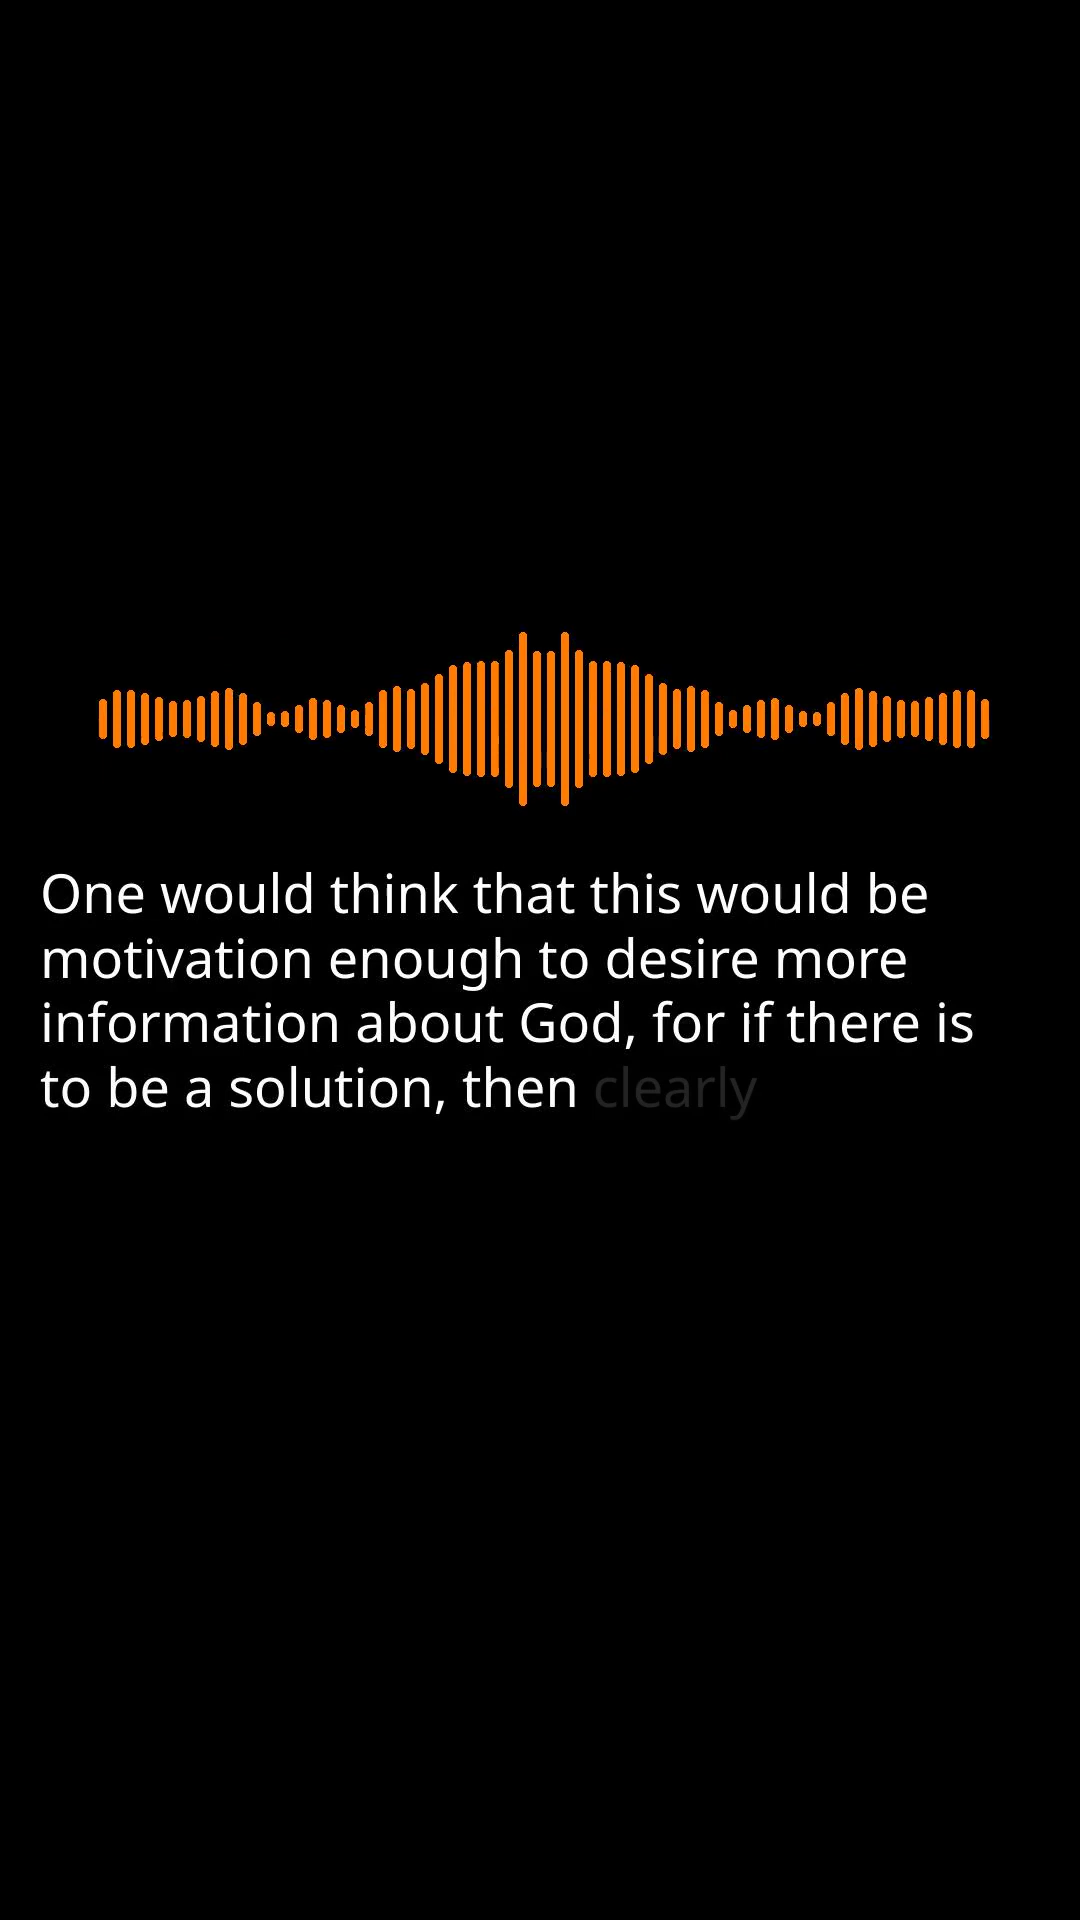 One would think that this would be
motivation enough to desire more
information about God, for if there is
to be a solution, then clearly